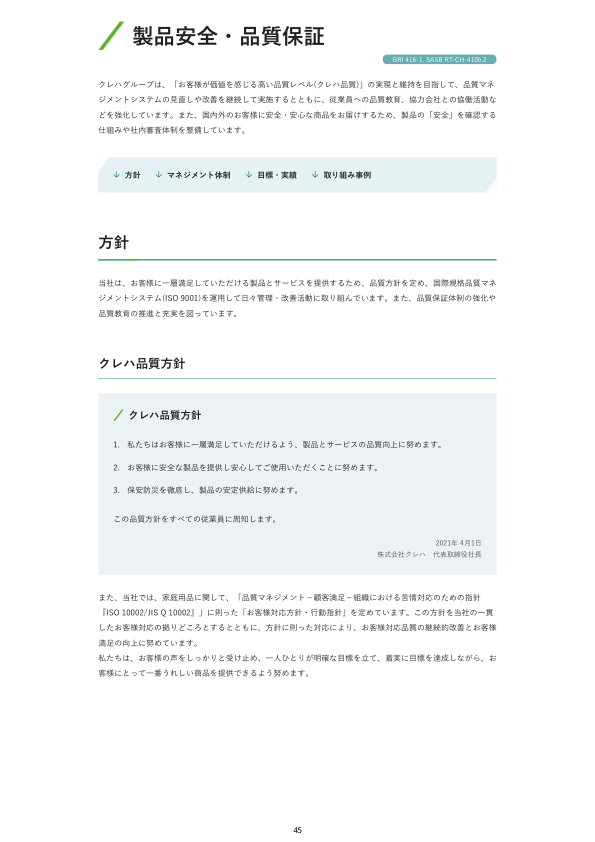 製品安全・品質保証
GRI 416-1, SASB RT-CH-410b.2
クレハグループは、「お客様が価値を感じる高い品質レベル(クレハ品質)」の実現と維持を目指して、品質マネ
ジメントシステムの見直しや改善を継続して実施するとともに、従業員への品質教育、協力会社との協働活動な
どを強化しています。また、国内外のお客様に安全・安心な商品をお届けするため、製品の「安全」を確認する
仕組みや社内審査体制を整備しています。
↓ 方針 ↓ マネジメント体制 ↓ 目標・実績 ↓ 取り組み事例
方針
当社は、お客様に一層満足していただける製品とサービスを提供するため、品質方針を定め、国際規格品質マネ
ジメントシステム(ISO 9001)を運用して日々管理・改善活動に取り組んでいます。また、品質保証体制の強化や
品質教育の推進と充実を図っています。
クレハ品質方針
クレハ品質方針
1. 私たちはお客様に一層満足していただけるよう、製品とサービスの品質向上に努めます。
2. お客様に安全な製品を提供し安心してご使用いただくことに努めます。
3. 保安防災を徹底し、製品の安定供給に努めます。
この品質方針をすべての従業員に周知します。
2021年 4月1日
株式会社クレハ 代表取締役社長
また、当社では、家庭用品に関して、「品質マネジメント－顧客満足－組織における苦情対応のための指針
『ISO 10002/JIS Q 10002』」に則った「お客様対応方針・行動指針」を定めています。この方針を当社の一貫
したお客様対応の拠りどころとするとともに、方針に則った対応により、お客様対応品質の継続的改善とお客様
満足の向上に努めています。
私たちは、お客様の声をしっかりと受け止め、一人ひとりが明確な目標を立て、着実に目標を達成しながら、お
客様にとって一番うれしい商品を提供できるよう努めます。
45